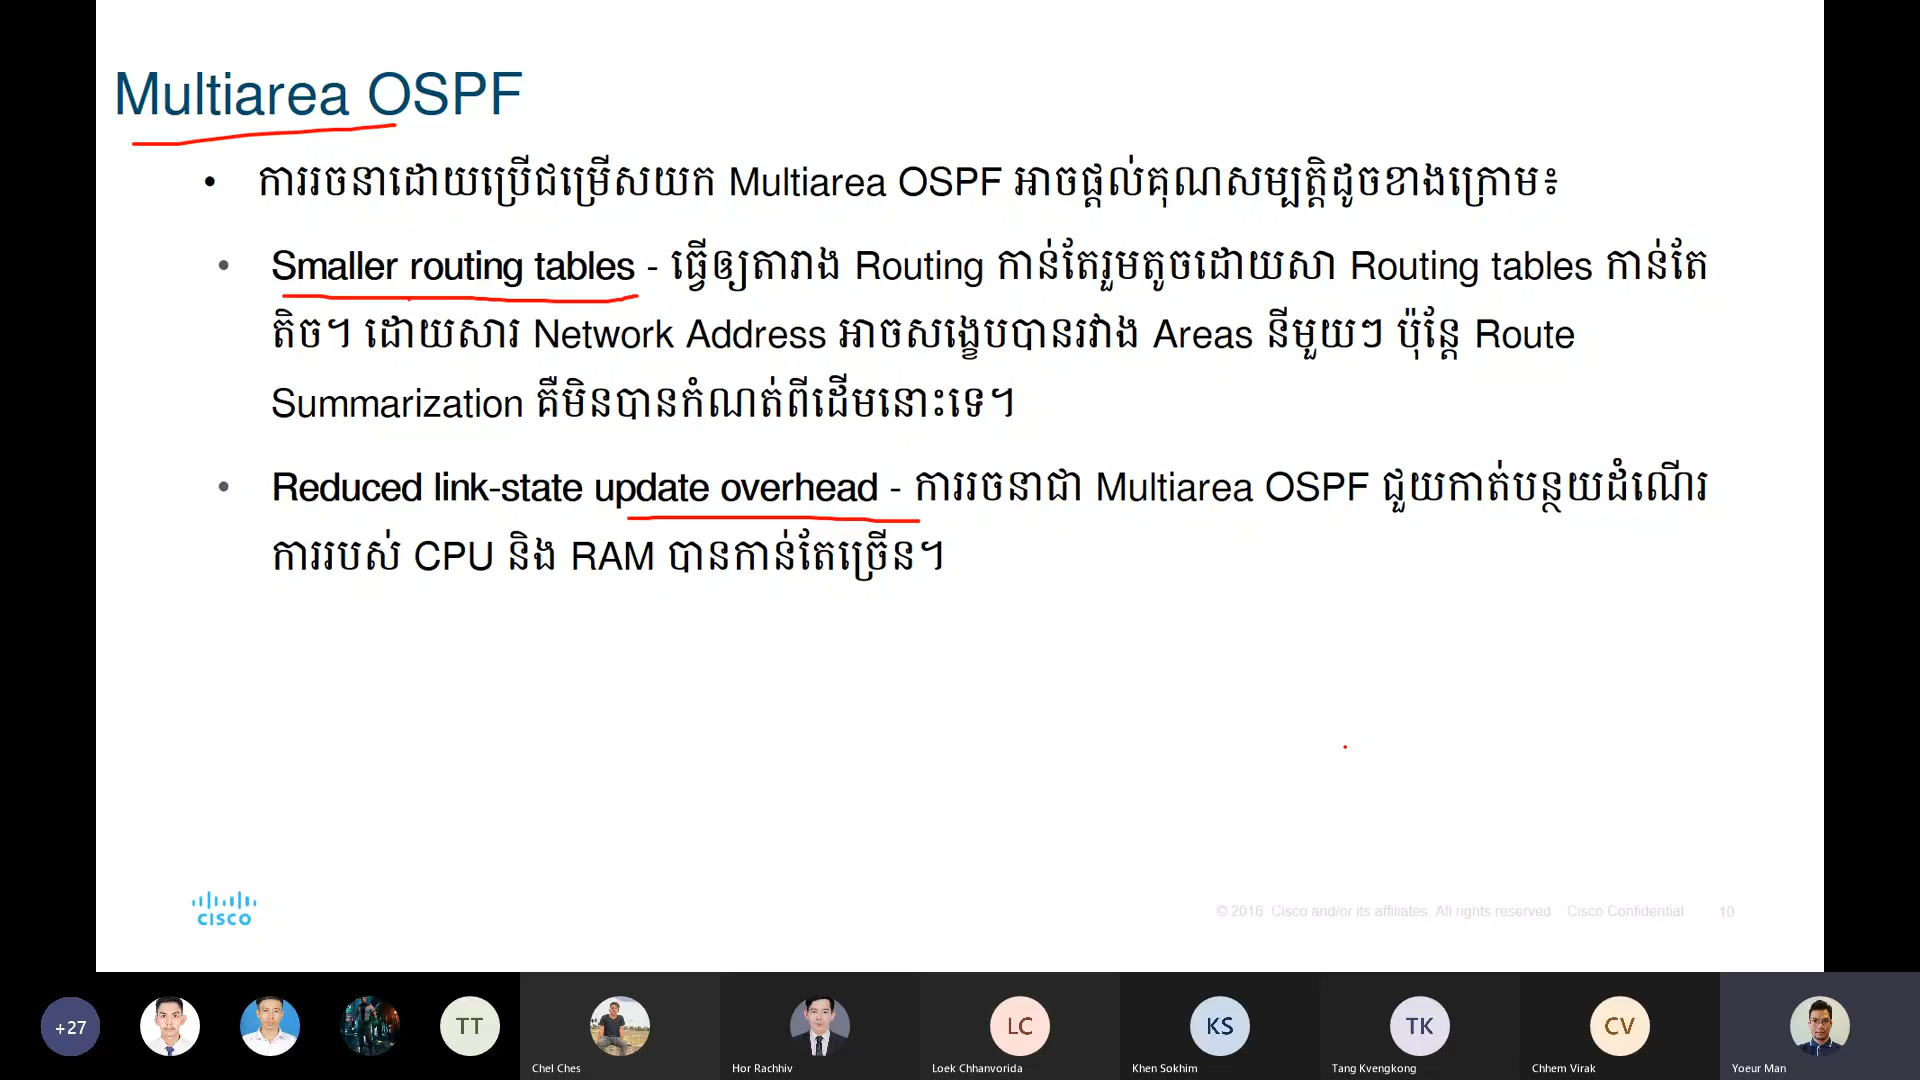 Multiarea OSPF
• ការរចនាដោយប្រើជម្រើសយក Multiarea OSPF អាចផ្តល់គុណសម្បត្តិដូចខាងក្រោម៖
• Smaller routing tables - ធ្វើឲ្យតារាង Routing កាន់តែរួមតូចដោយសា Routing tables កាន់តែ
តិច។ ដោយសារ Network Address អាចសង្ខេបបានរវាង Areas នីមួយៗ ប៉ុន្តែ Route
Summarization គឺមិនបានកំណត់ពីដើមនោះទេ។
• Reduced link-state update overhead - ការរចនាជា Multiarea OSPF ជួយកាត់បន្ថយដំណើរ
ការរបស់ CPU និង RAM បានកាន់តែច្រើន។
CISCO
© 2016 Cisco and/or its affiliates. All rights reserved. Cisco Confidential 10
+27
TT
LC
KS
TK
CV
Chel Ches
Hor Rachhiv
Loek Chhanvorida
Khen Sokhim
Tang Kvengkong
Chhem Virak
Yoeur Man